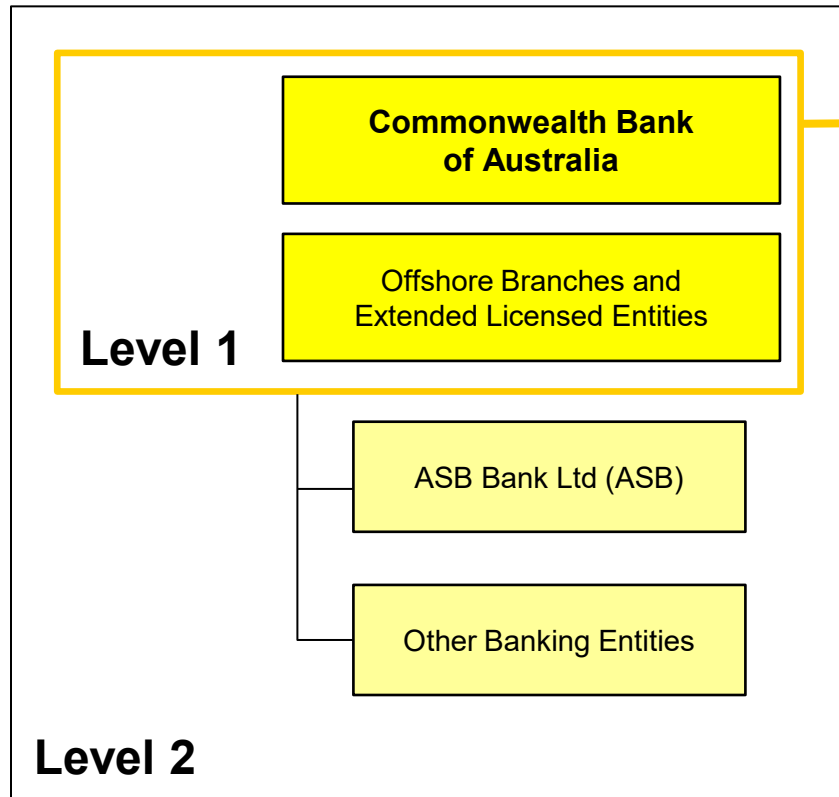 Commonwealth Bank
of Australia
Offshore Branches and
Extended Licensed Entities
Level 1
ASB Bank Ltd (ASB)
Other Banking Entities
Level 2